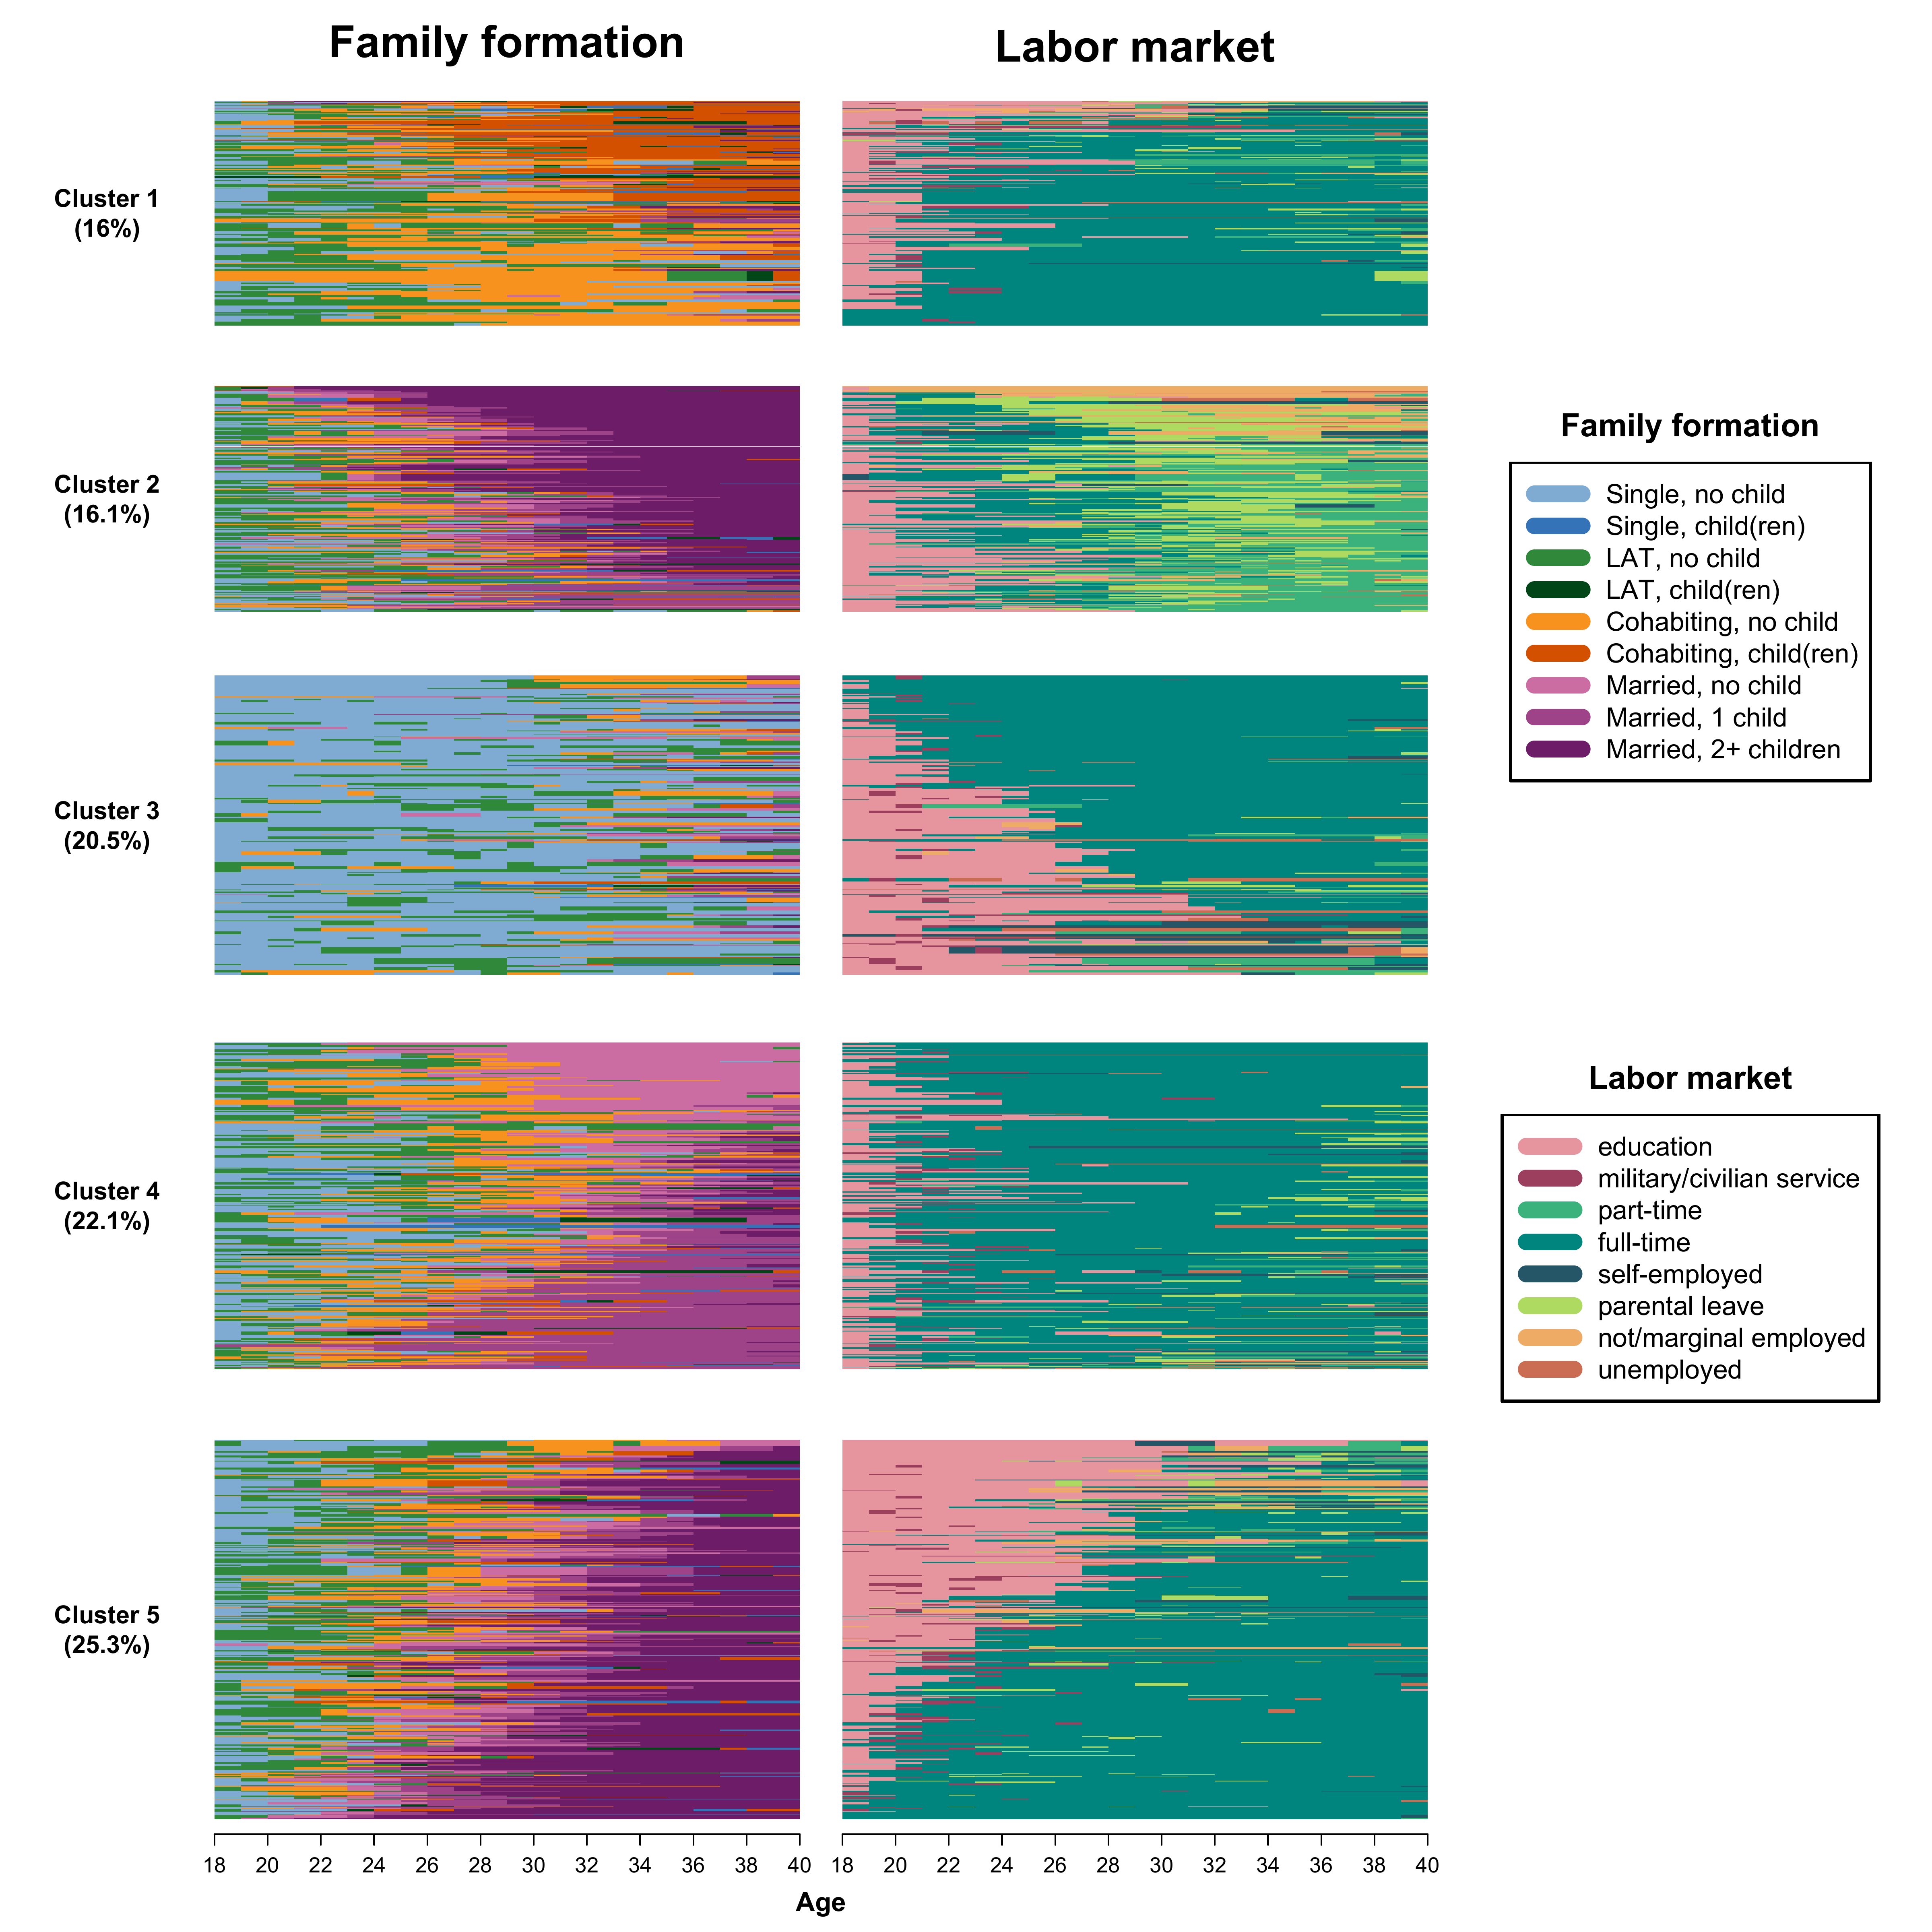 Family formation
Labor market
Cluster 1
(16%)
Cluster 2
(16.1%)
Cluster 3
(20.5%)
Cluster 4
(22.1%)
Cluster 5
(25.3%)
Family formation
Single, no child
Single, child(ren)
LAT, no child
LAT, child(ren)
Cohabiting, no child
Cohabiting, child(ren)
Married, no child
Married, 1 child
Married, 2+ children
Labor market
education
military/civilian service
part-time
full-time
self-employed
parental leave
not/marginal employed
unemployed
18 20 22 24 26 28 30 32 34 36 38 40
18 20 22 24 26 28 30 32 34 36 38 40
Age